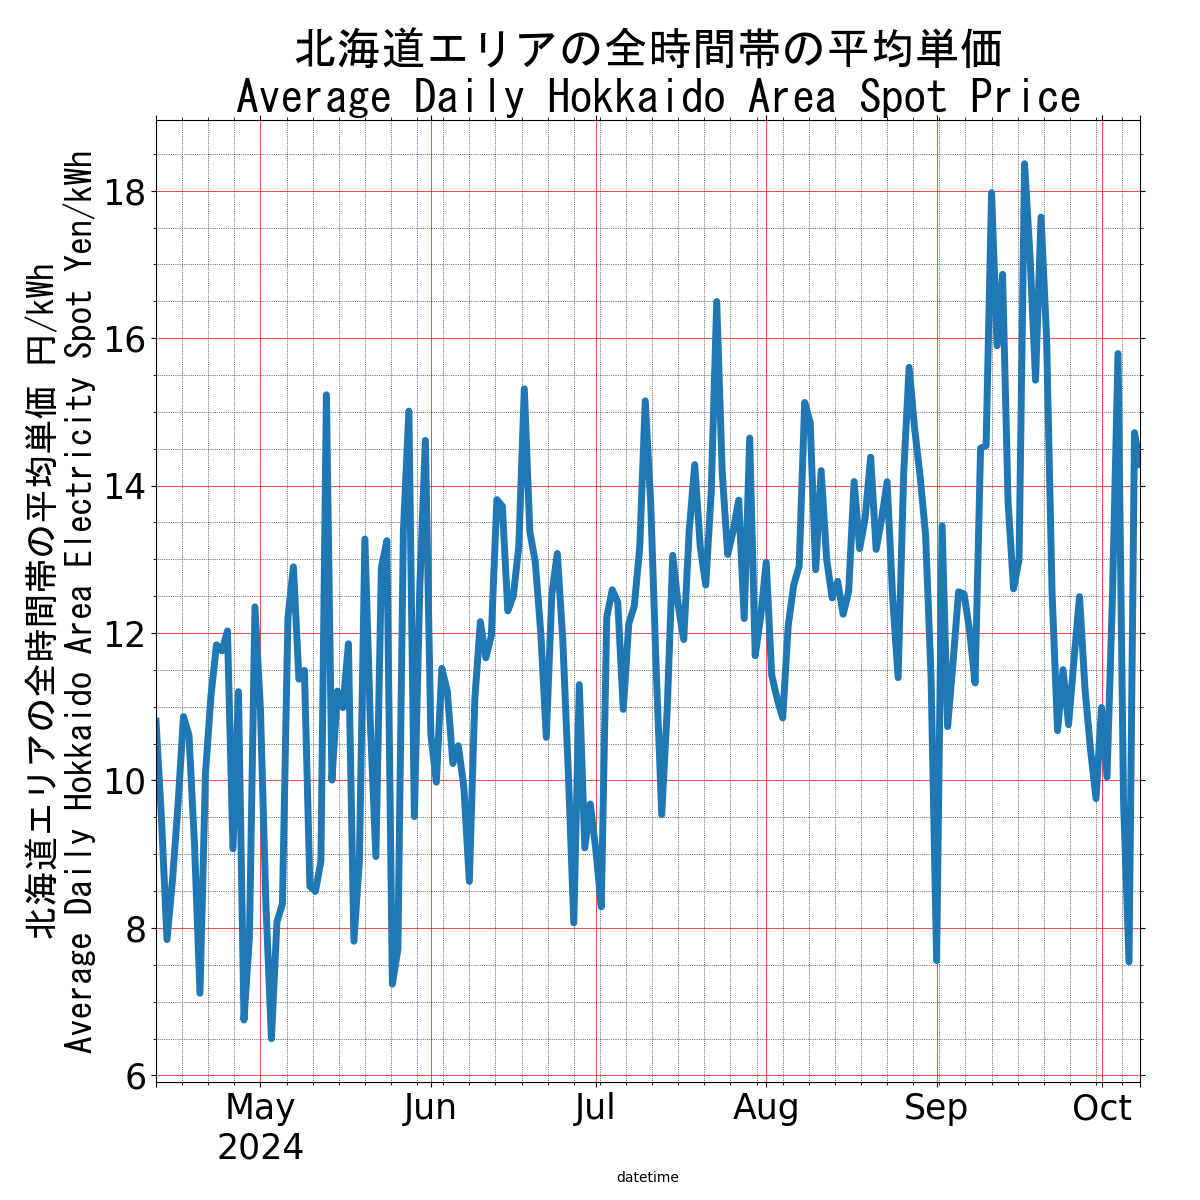 北海道エリアの全時間帯の平均単価
Average Daily Hokkaido Area Spot Price
北海道エリアの全時間帯の平均単価 円/kWh
Average Daily Hokkaido Area Electricity Spot Yen/kWh
18
16
14
12
10
8
6
May
2024
Jun
Jul
Aug
Sep
Oct
datetime